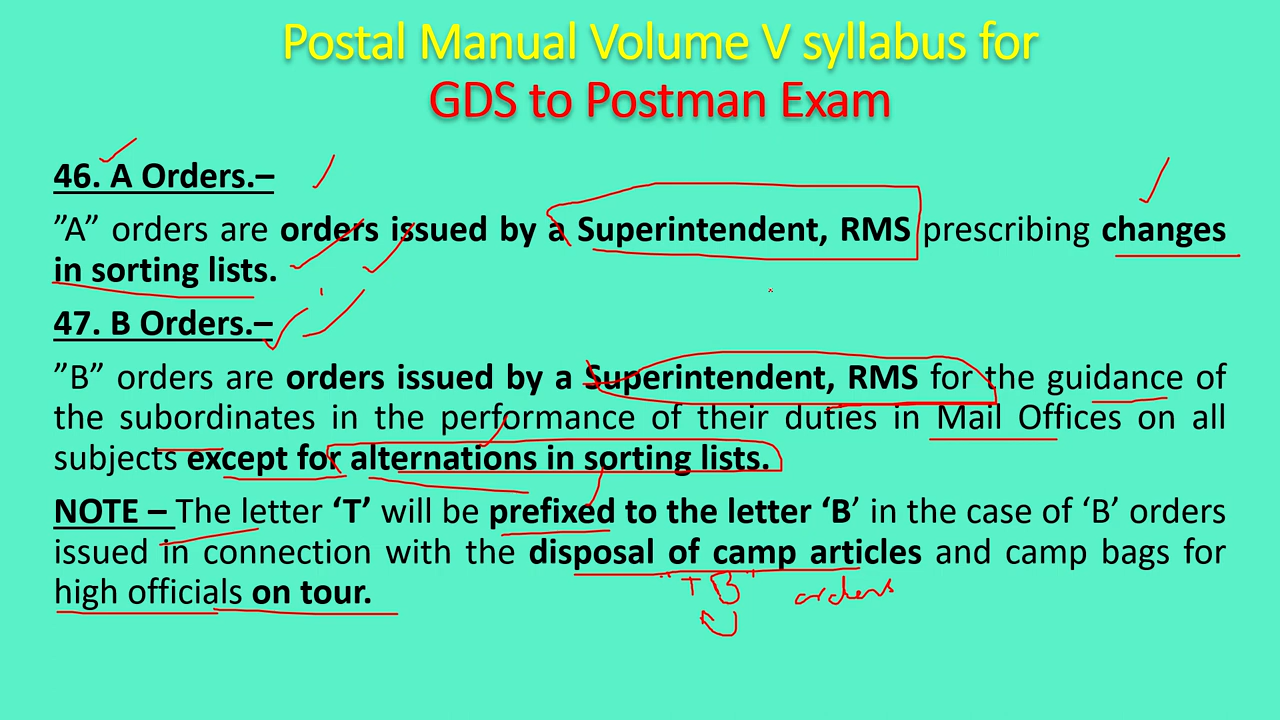 Postal Manual Volume V syllabus for
GDS to Postman Exam
46. A Orders.–
”A” orders are orders issued by a Superintendent, RMS prescribing changes
in sorting lists.
47. B Orders.–
”B” orders are orders issued by a Superintendent, RMS for the guidance of
the subordinates in the performance of their duties in Mail Offices on all
subjects except for alternations in sorting lists.
NOTE – The letter ‘T’ will be prefixed to the letter ‘B’ in the case of ‘B’ orders
issued in connection with the disposal of camp articles and camp bags for
high officials on tour.
"TB" orders